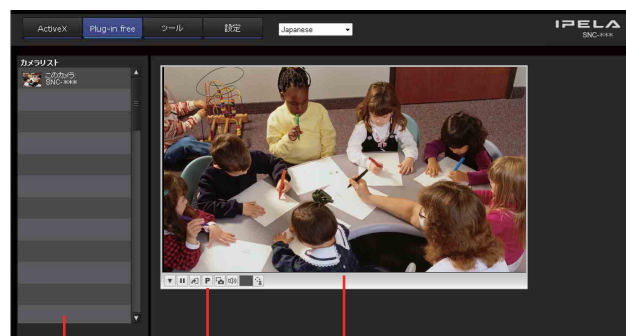 ActiveX Plug-in free ツール 設定 Japanese
IPELA
SNC-***
カメラリスト
このカメラ:
SNC-***
P